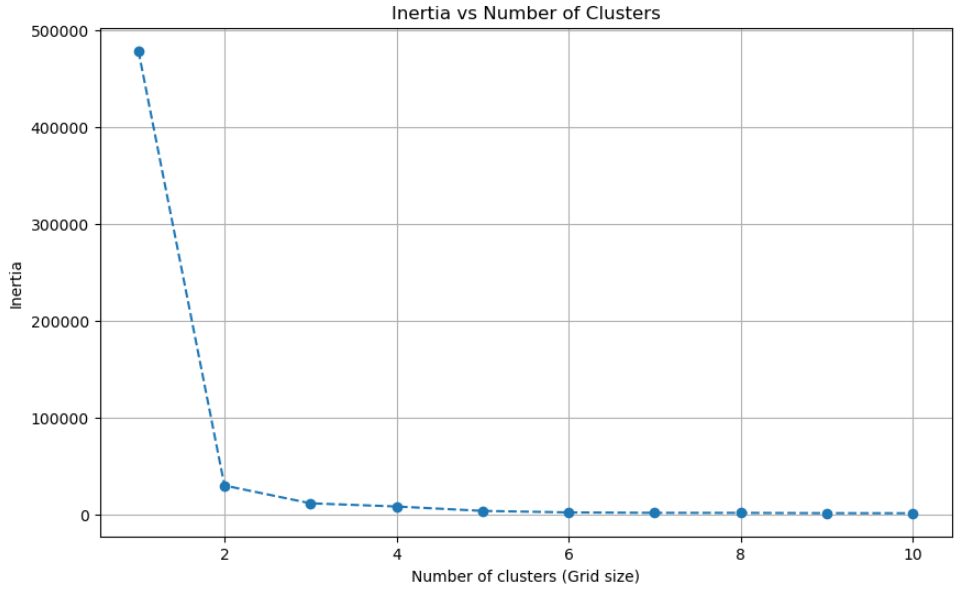 Inertia vs Number of Clusters
500000
400000
300000
200000
100000
0
Inertia
2 4 6 8 10
Number of clusters (Grid size)